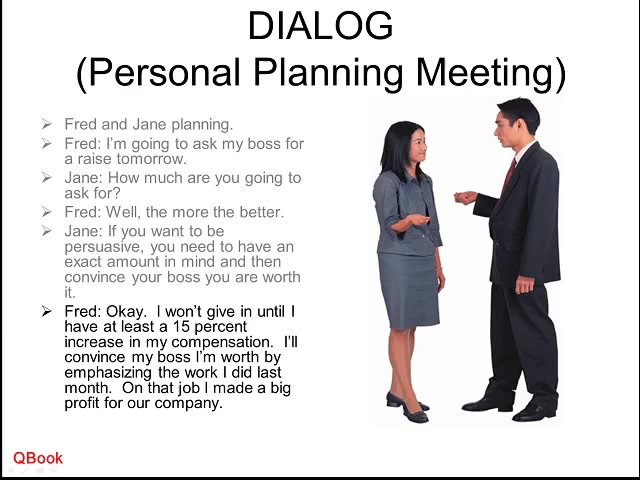 DIALOG
(Personal Planning Meeting)
Fred and Jane planning.
Fred: I'm going to ask my boss for
a raise tomorrow.
Jane: How much are you going to
ask for?
Fred: Well, the more the better.
Jane: If you want to be
persuasive, you need to have an
exact amount in mind and then
convince your boss you are worth
it.
Fred: Okay.  I won't give in until I
have at least a 15 percent
increase in my compensation.  I'll
convince my boss I'm worth by
emphasizing the work I did last
month.  On that job I made a big
profit for our company.
QBook